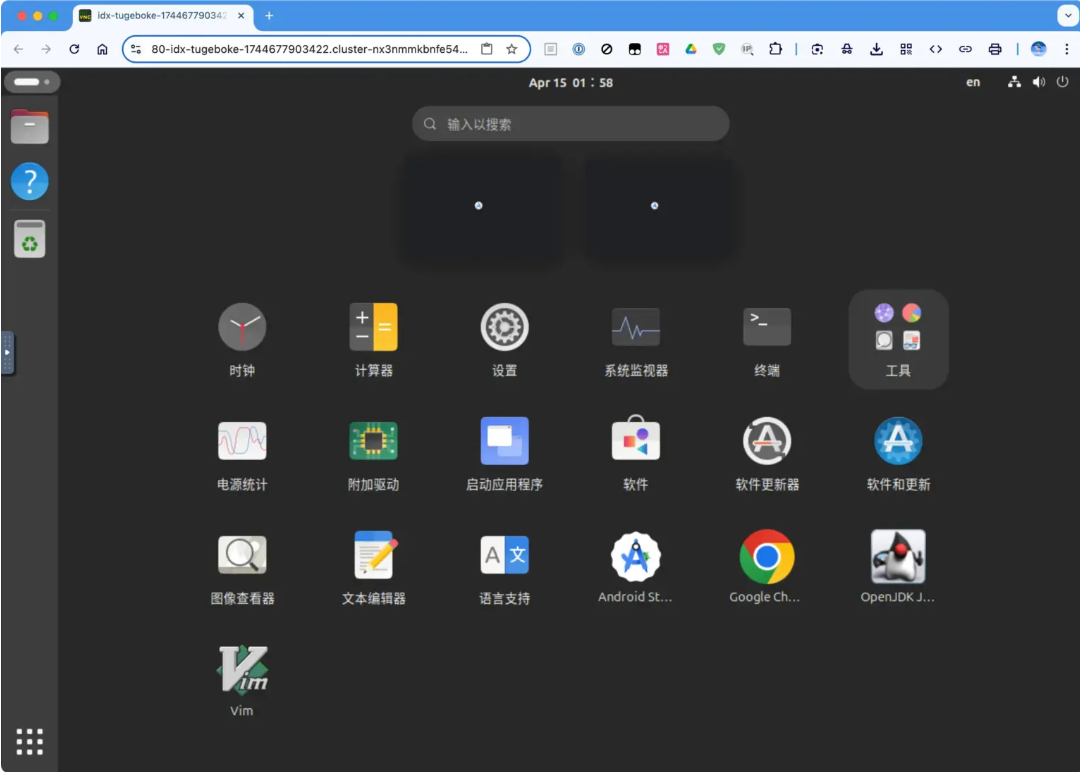 idx-tugeboke-1744677903422
80-idx-tugeboke-1744677903422.cluster-nx3nmmkbnfe54...
Apr 15 01：58
en
输入以搜索
时钟
计算器
设置
系统监视器
终端
工具
电源统计
附加驱动
启动应用程序
软件
软件更新器
软件和更新
图像查看器
文本编辑器
语言支持
Android St...
Google Ch...
OpenJDK J...
Vim